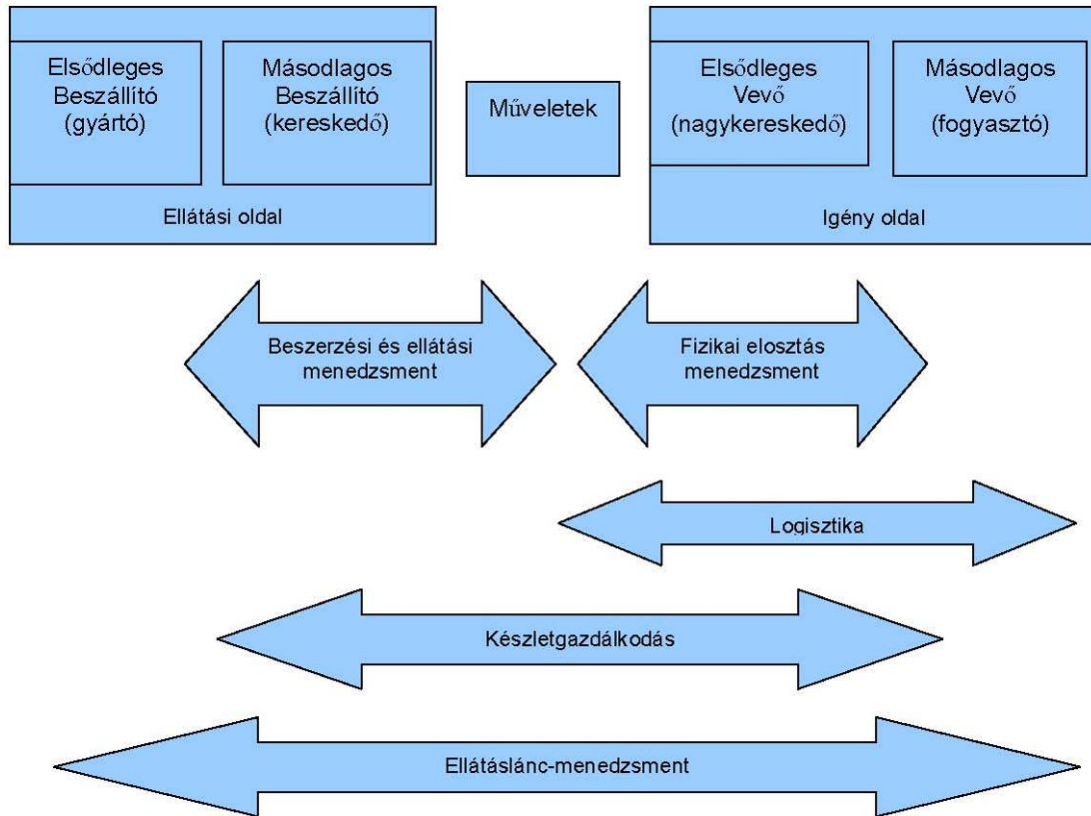 Elsődleges
Beszállító
(gyártó)
Másodlagos
Beszállító
(kereskedő)
Ellátási oldal
Műveletek
Elsődleges
Vevő
(nagykereskedő)
Másodlagos
Vevő
(fogyasztó)
Igény oldal
Beszerzési és ellátási
menedzsment
Fizikai elosztás
menedzsment
Logisztika
Készletgazdálkodás
Ellátáslánc-menedzsment